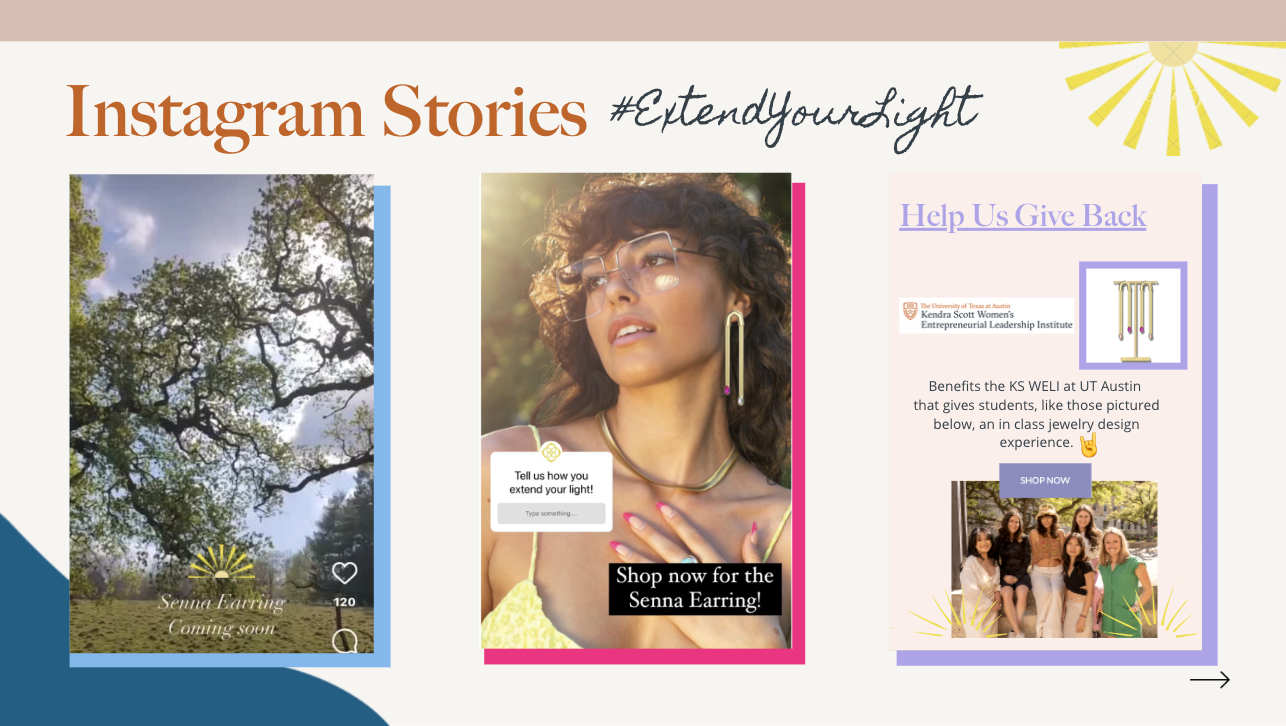 Instagram Stories #ExtendYourLight
Senna Earring
Coming soon
120
Tell us how you
extend your light!
Type something...
Shop now for the
Senna Earring!
Help Us Give Back
The University of Texas at Austin
Kendra Scott Women's
Entrepreneurial Leadership Institute
Benefits the KS WELI at UT Austin
that gives students, like those pictured
below, an in class jewelry design
experience. 🤘
SHOP NOW